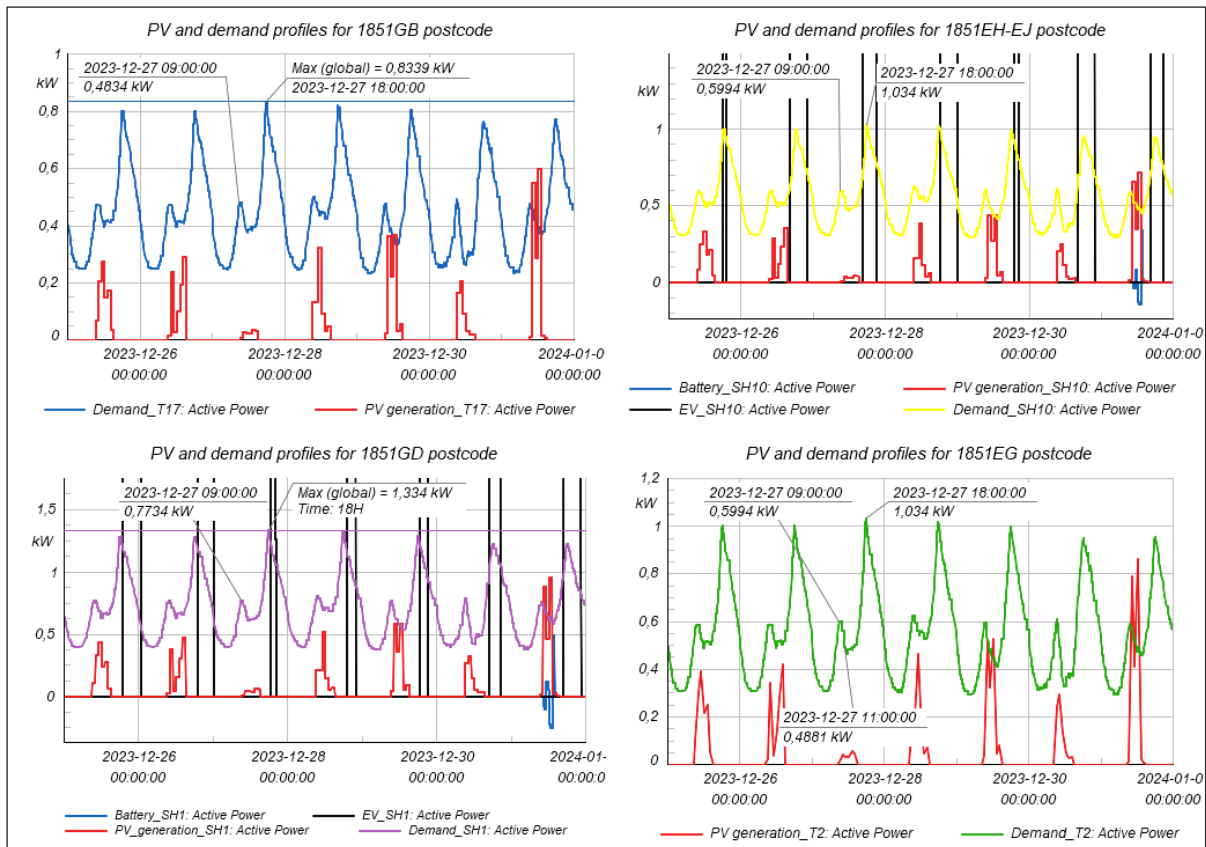 PV and demand profiles for 1851GB postcode
1
kW
0,8
0,6
0,4
0,2
0
2023-12-27 09:00:00
0,4834 kW
Max (global) = 0,8339 kW
2023-12-27 18:00:00
2023-12-26
00:00:00
2023-12-28
00:00:00
2023-12-30
00:00:00
2024-01-0
00:00:00
Demand_T17: Active Power
PV generation_T17: Active Power
PV and demand profiles for 1851EH-EJ postcode
kW
1
0,5
0
2023-12-27 09:00:00
0,5994 kW
2023-12-27 18:00:00
1,034 kW
2023-12-26
00:00:00
2023-12-28
00:00:00
2023-12-30
00:00:00
2024-01-0
00:00:00
Battery_SH10: Active Power
PV generation_SH10: Active Power
EV_SH10: Active Power
Demand_SH10: Active Power
PV and demand profiles for 1851GD postcode
1,5
kW
1
0,5
0
2023-12-27 09:00:00
0,7734 kW
Max (global) = 1,334 kW
Time: 18H
2023-12-26
00:00:00
2023-12-28
00:00:00
2023-12-30
00:00:00
2024-01-
00:00:00
Battery_SH1: Active Power
EV_SH1: Active Power
PV_generation_SH1: Active Power
Demand_SH1: Active Power
PV and demand profiles for 1851EG postcode
1,2
kW
1
0,8
0,6
0,4
0,2
0
2023-12-27 09:00:00
0,5994 kW
2023-12-27 18:00:00
1,034 kW
2023-12-27 11:00:00
0,4881 kW
2023-12-26
00:00:00
2023-12-28
00:00:00
2023-12-30
00:00:00
2024-01-0
00:00:00
PV generation_T2: Active Power
Demand_T2: Active Power